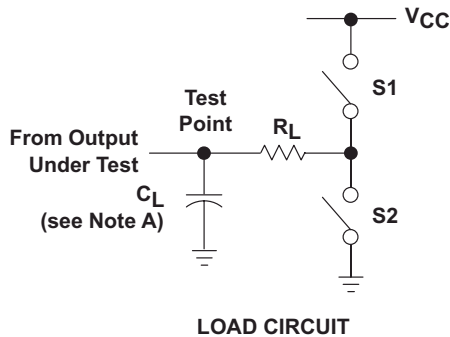 VCC
S1
Test
Point
RL
From Output
Under Test
CL
(see Note A)
S2
LOAD CIRCUIT